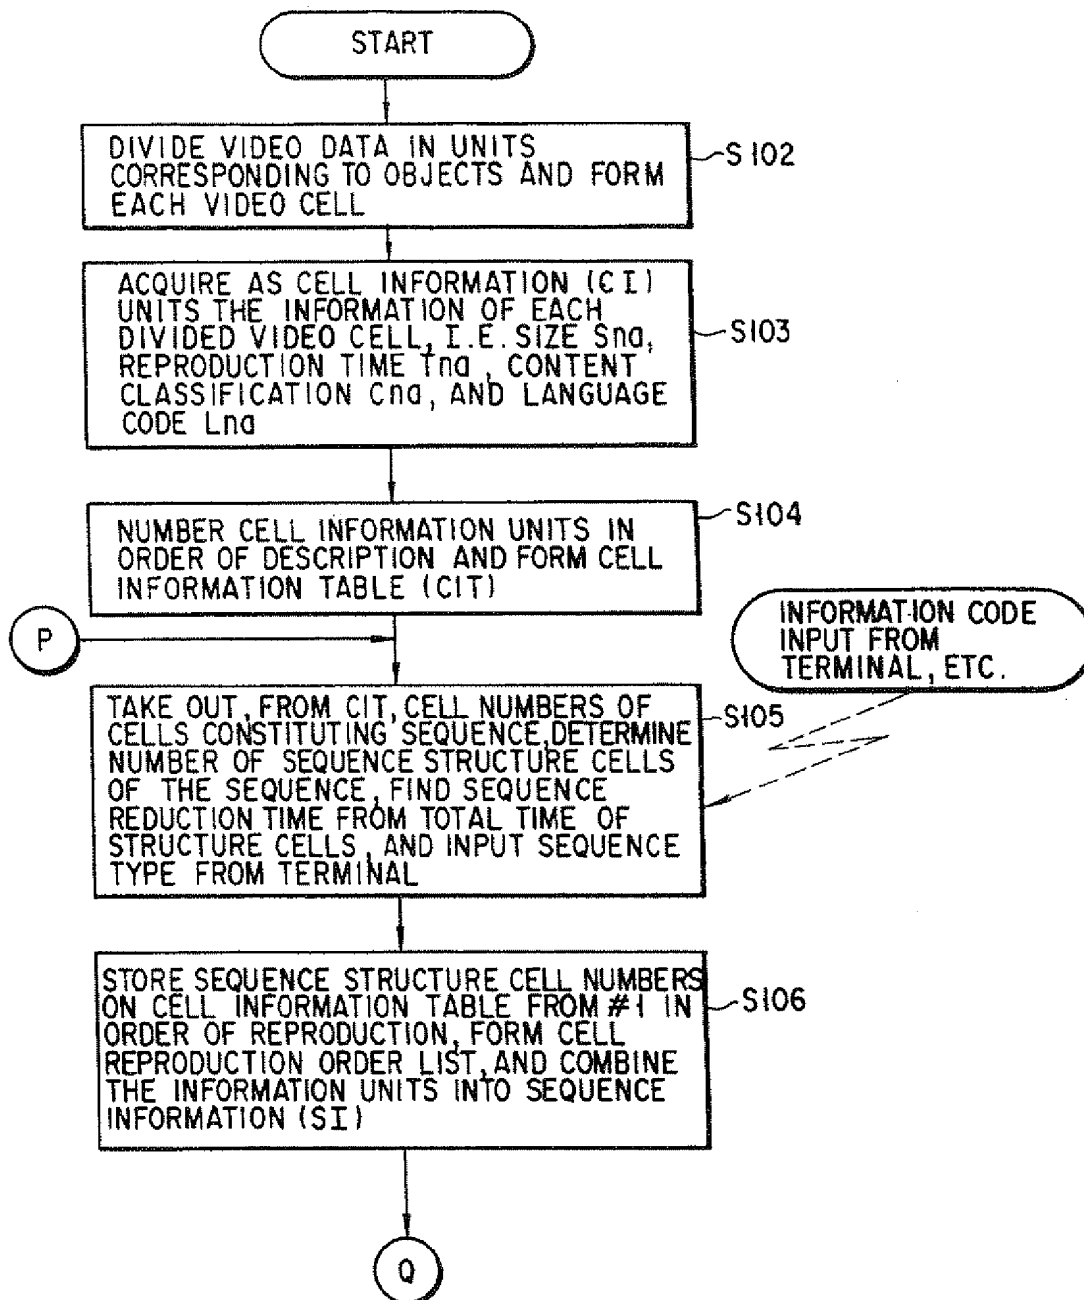 START
DIVIDE VIDEO DATA IN UNITS
CORRESPONDING TO OBJECTS AND FORM
EACH VIDEO CELL
S102
ACQUIRE AS CELL INFORMATION (CI)
UNITS THE INFORMATION OF EACH
DIVIDED VIDEO CELL, I.E. SIZE Sna,
REPRODUCTION TIME Tna, CONTENT
CLASSIFICATION Cna, AND LANGUAGE
CODE Lna
S103
NUMBER CELL INFORMATION UNITS IN
ORDER OF DESCRIPTION AND FORM CELL
INFORMATION TABLE (CIT)
S104
P
INFORMATION CODE
INPUT FROM
TERMINAL, ETC.
TAKE OUT, FROM CIT, CELL NUMBERS OF
CELLS CONSTITUTING SEQUENCE, DETERMINE
NUMBER OF SEQUENCE STRUCTURE CELLS
OF THE SEQUENCE, FIND SEQUENCE
REDUCTION TIME FROM TOTAL TIME OF
STRUCTURE CELLS, AND INPUT SEQUENCE
TYPE FROM TERMINAL
S105
STORE SEQUENCE STRUCTURE CELL NUMBERS
ON CELL INFORMATION TABLE FROM #1 IN
ORDER OF REPRODUCTION, FORM CELL
REPRODUCTION ORDER LIST, AND COMBINE
THE INFORMATION UNITS INTO SEQUENCE
INFORMATION (SI)
S106
Q